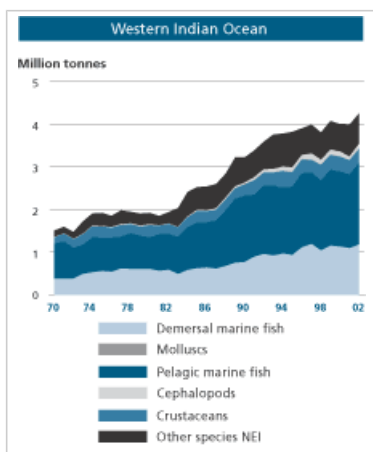 Western Indian Ocean
Million tonnes
5
4
3
2
1
0
70 74 78 82 86 90 94 98 02
Demersal marine fish
Molluscs
Pelagic marine fish
Cephalopods
Crustaceans
Other species NEI